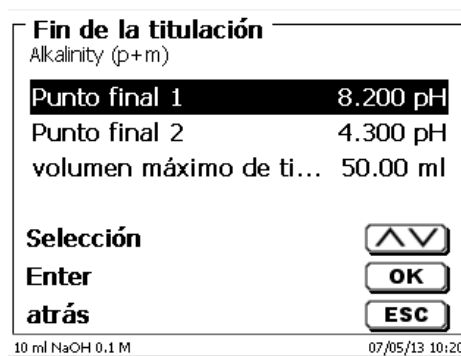 Fin de la titulación
Alkalinity (p+m)
Punto final 1 8.200 pH
Punto final 2 4.300 pH
volumen máximo de ti... 50.00 ml
Selección
Enter OK
atrás ESC
10 ml NaOH 0.1 M 07/05/13 10:20